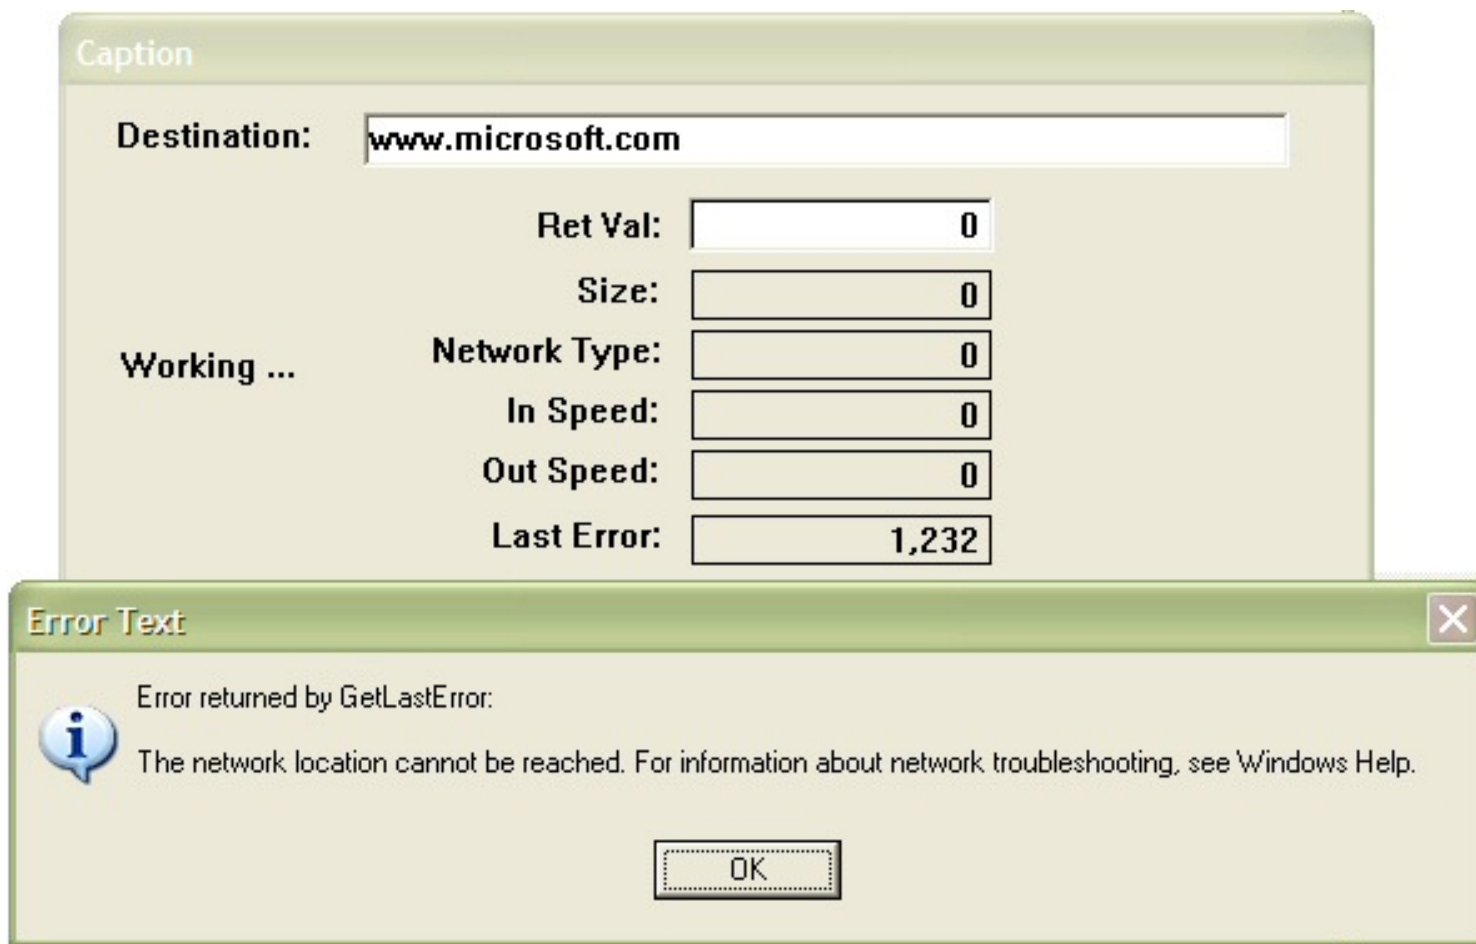 Caption
Destination: www.microsoft.com
Ret Val: 0
Size: 0
Network Type: 0
Working ...
In Speed: 0
Out Speed: 0
Last Error: 1,232
Error Text
Error returned by GetLastError:
The network location cannot be reached. For information about network troubleshooting, see Windows Help.
OK